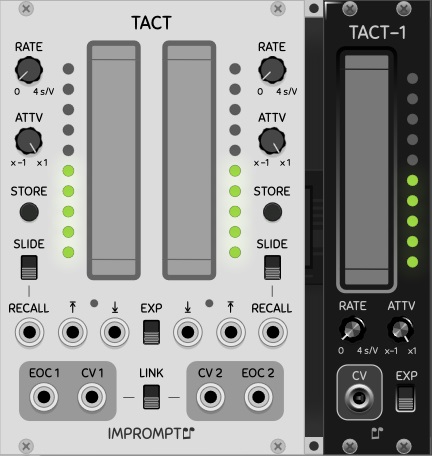 TACT
RATE
0 4 s/V
ATTV
x-1 x1
STORE
SLIDE
RATE
0 4 s/V
ATTV
x-1 x1
STORE
SLIDE
RECALL
EXP
RECALL
EOC 1 CV 1
LINK
CV 2 EOC 2
IMPROMPTU
TACT-1
RATE ATTV
0 4 s/V x-1 x1
CV
EXP